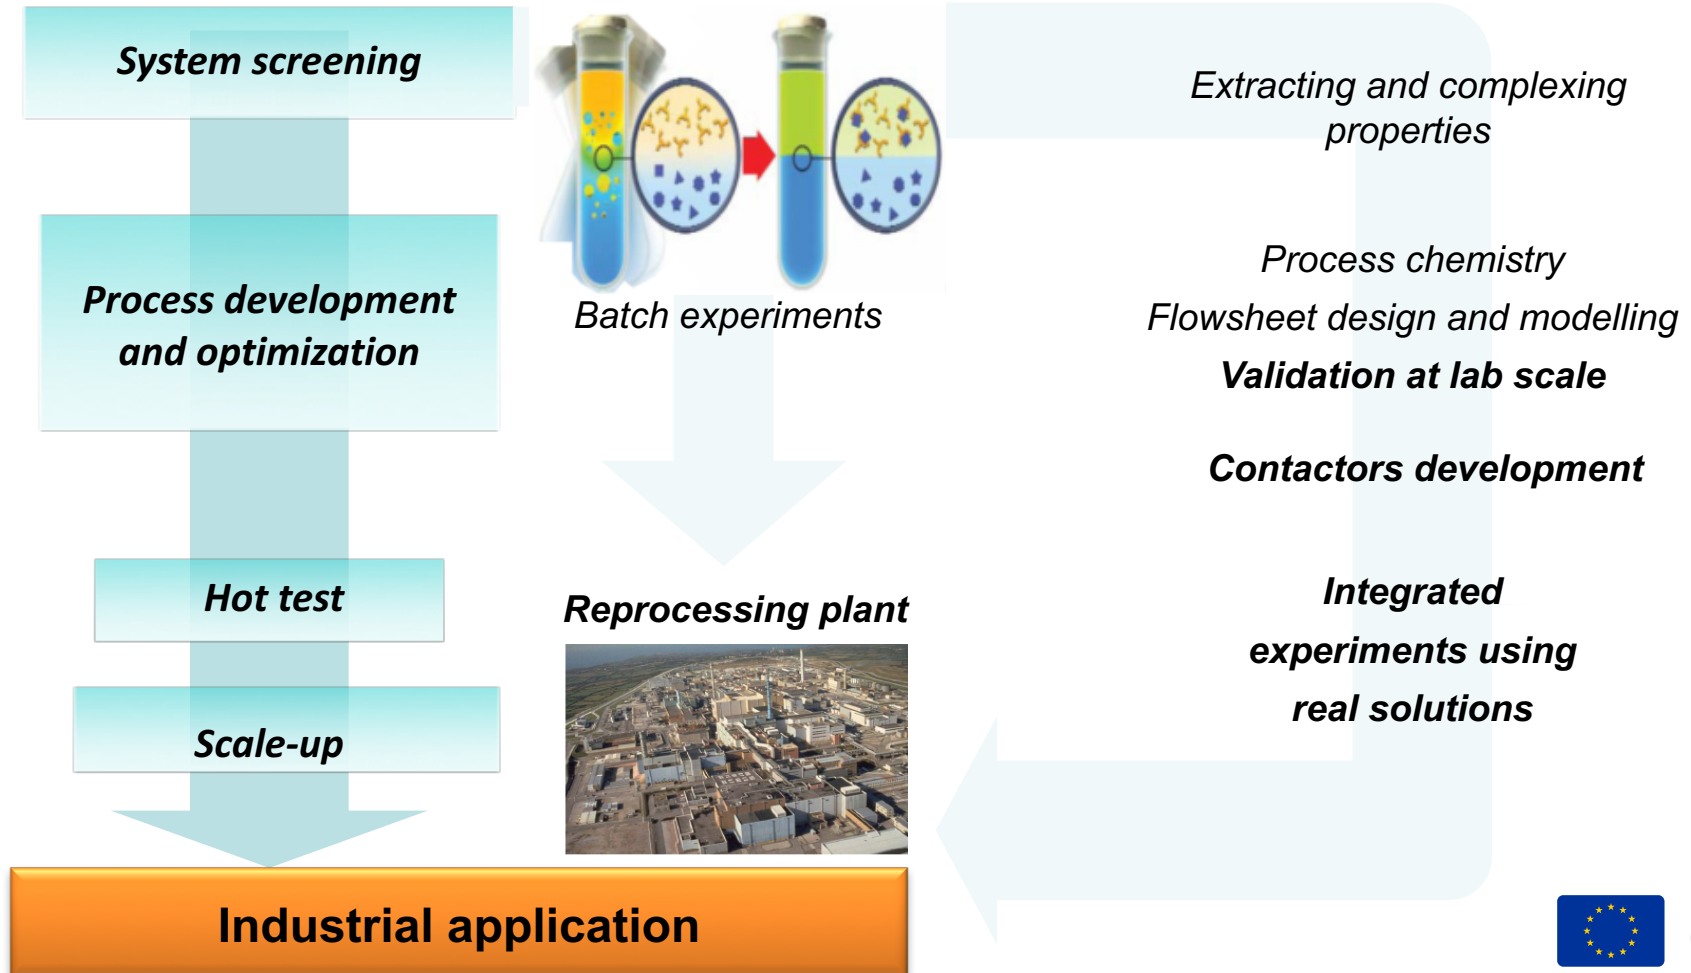 System screening
Process development
and optimization
Hot test
Scale-up
Industrial application
Batch experiments
Reprocessing plant
Extracting and complexing
properties
Process chemistry
Flowsheet design and modelling
Validation at lab scale
Contactors development
Integrated
experiments using
real solutions